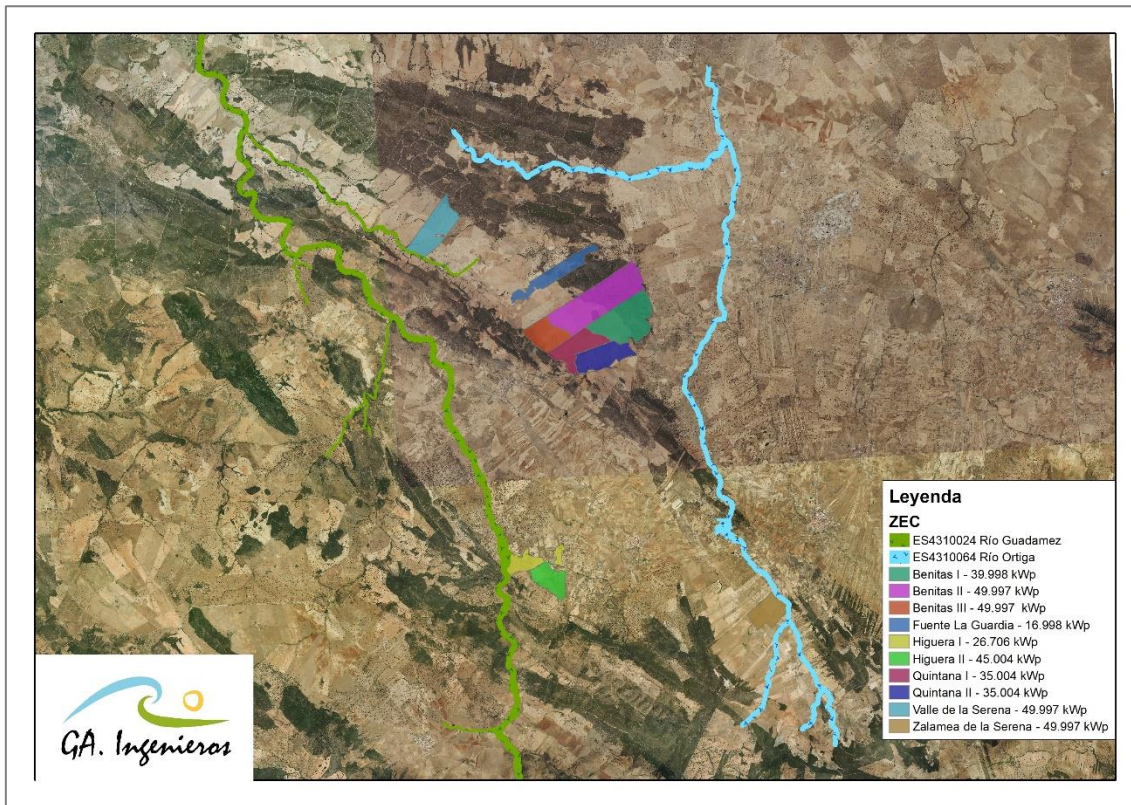 Leyenda
ZEC
ES4310024 Río Guadamez
ES4310064 Río Ortiga
Benitas I - 39.998 kWp
Benitas II - 49.997 kWp
Benitas III - 49.997 kWp
Fuente La Guardia - 16.998 kWp
Higuera I - 26.706 kWp
Higuera II - 45.004 kWp
Quintana I - 35.004 kWp
Quintana II - 35.004 kWp
Valle de la Serena - 49.997 kWp
Zalamea de la Serena - 49.997 kWp
GA. Ingenieros